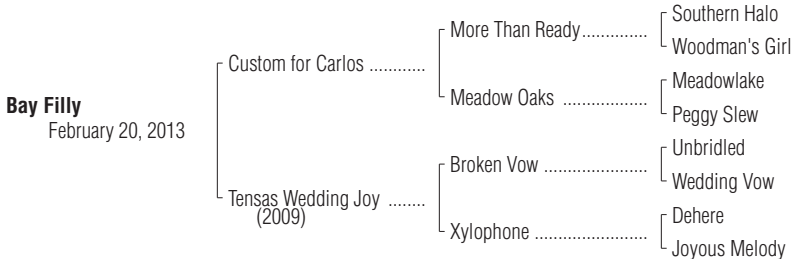 Southern Halo
More Than Ready..............
Woodman's Girl
Custom for Carlos ............
Meadowlake
Meadow Oaks ..................
Peggy Slew
Bay Filly
February 20, 2013
Unbridled
Broken Vow ......................
Wedding Vow
Tensas Wedding Joy ........
(2009)
Dehere
Xylophone ........................
Joyous Melody